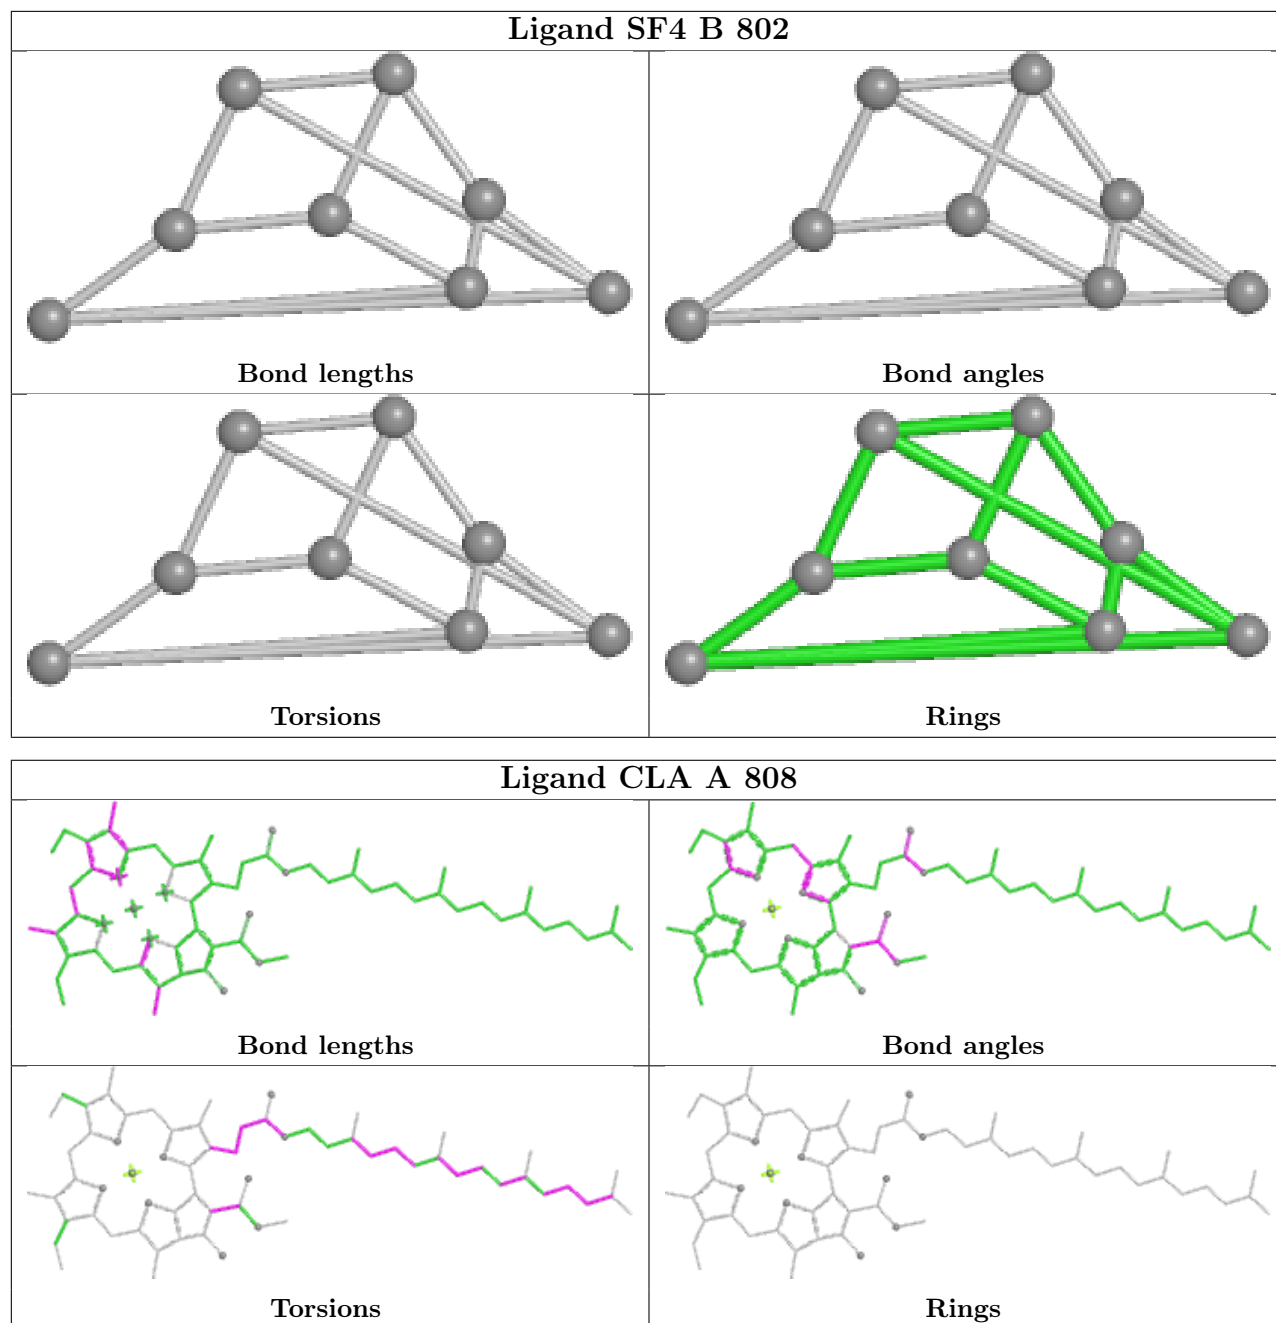 Ligand SF4 B 802
Bond lengths
Bond angles
Torsions
Rings
Ligand CLA A 808
Bond lengths
Bond angles
Torsions
Rings